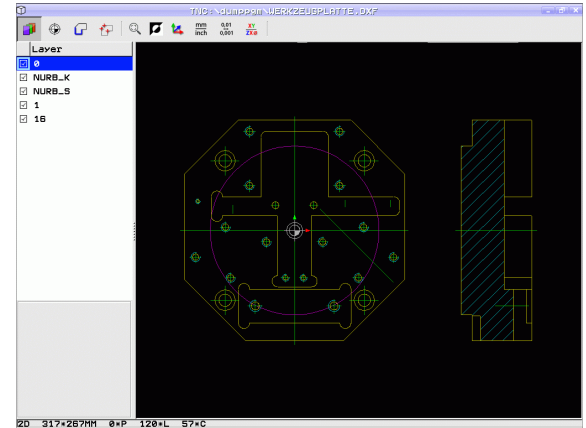 TNC:\dumppgm\WERKZEUGPLATTE.DXF
mm
inch
0,01
0,001
XY
ZX⊕
Layer
0
NURB_K
NURB_S
1
16
2D 317*267MM 0*P 120*L 57*C